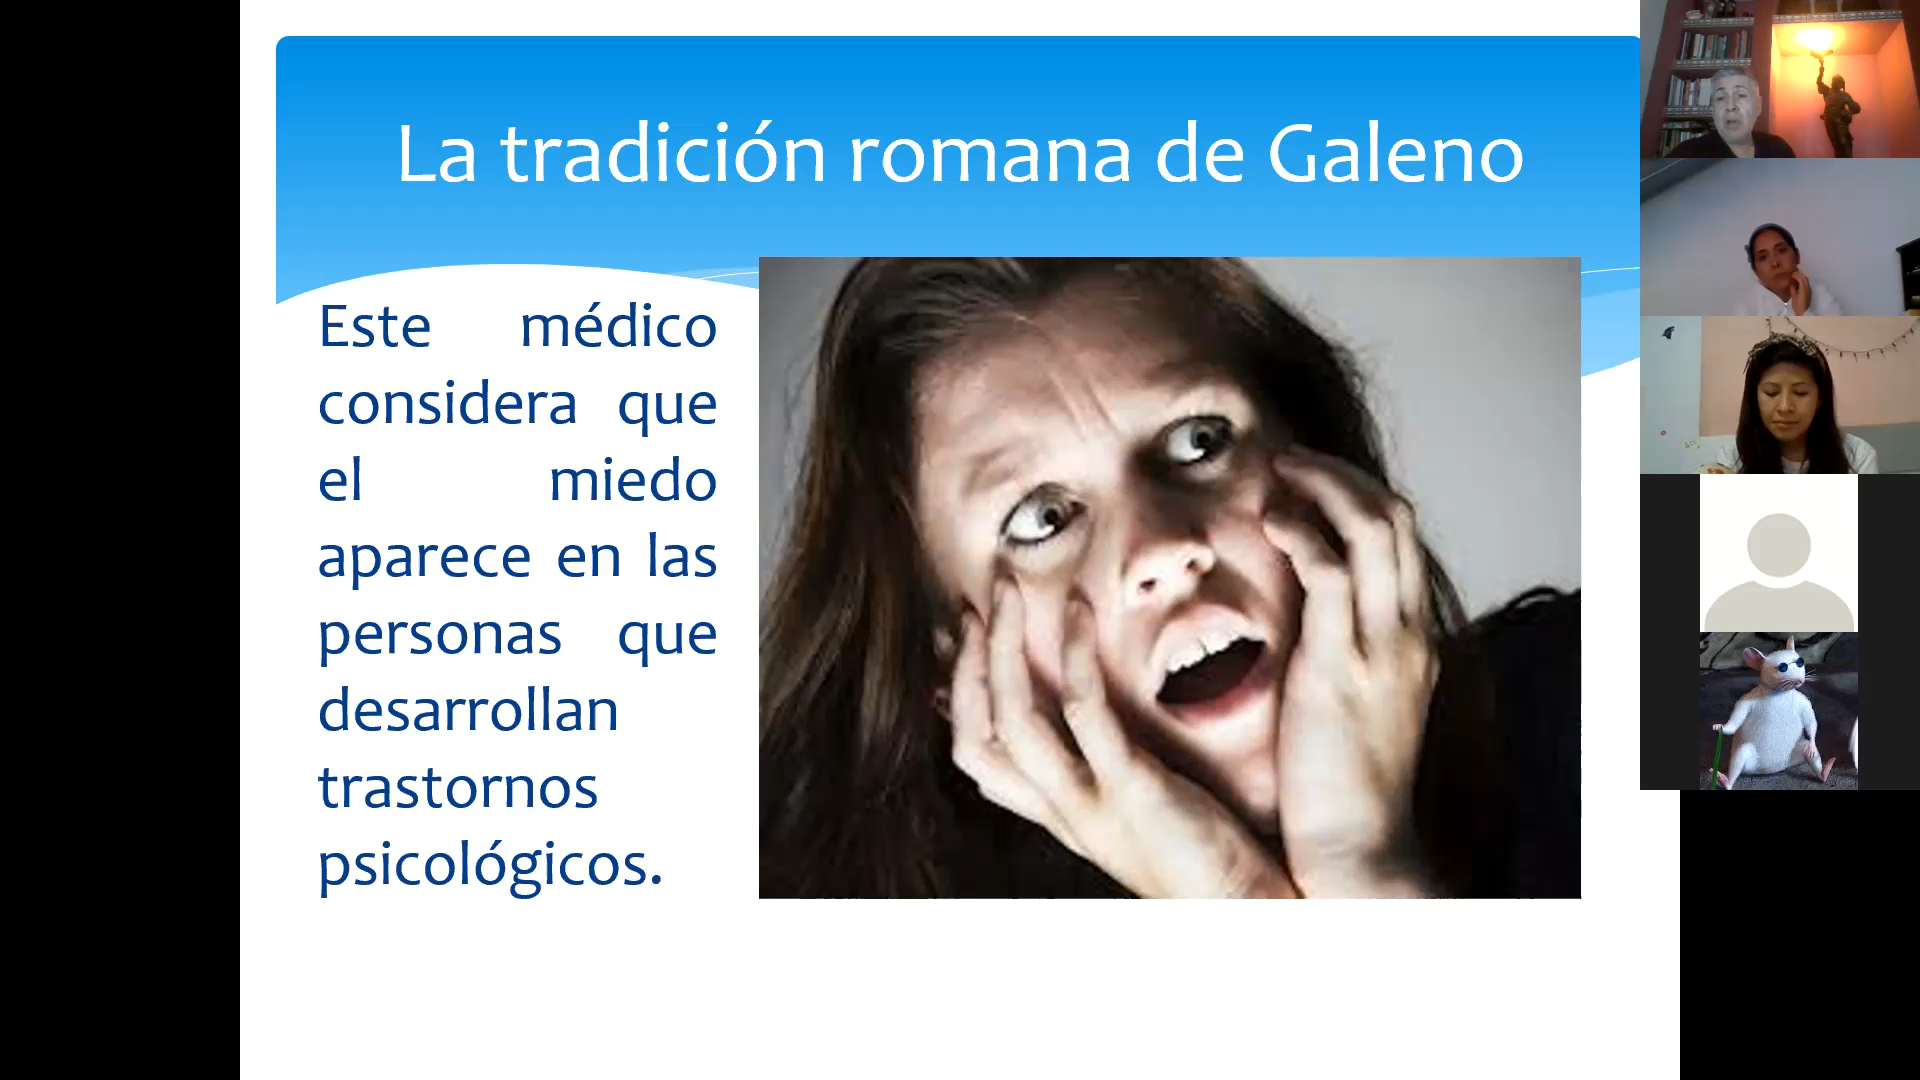 La tradición romana de Galeno
Este médico
considera que
el miedo
aparece en las
personas que
desarrollan
trastornos
psicológicos.